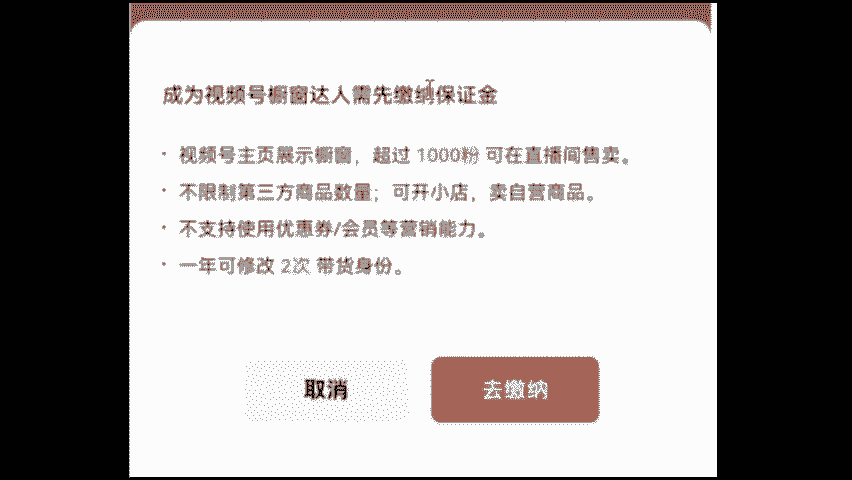 成为视频号橱窗达人需先缴纳保证金
· 视频号主页展示橱窗，超过 1000粉 可在直播间售卖。
· 不限制第三方商品数量；可开小店，卖自营商品。
· 不支持使用优惠券/会员等营销能力。
· 一年可修改 2次 带货身份。
取消
去缴纳